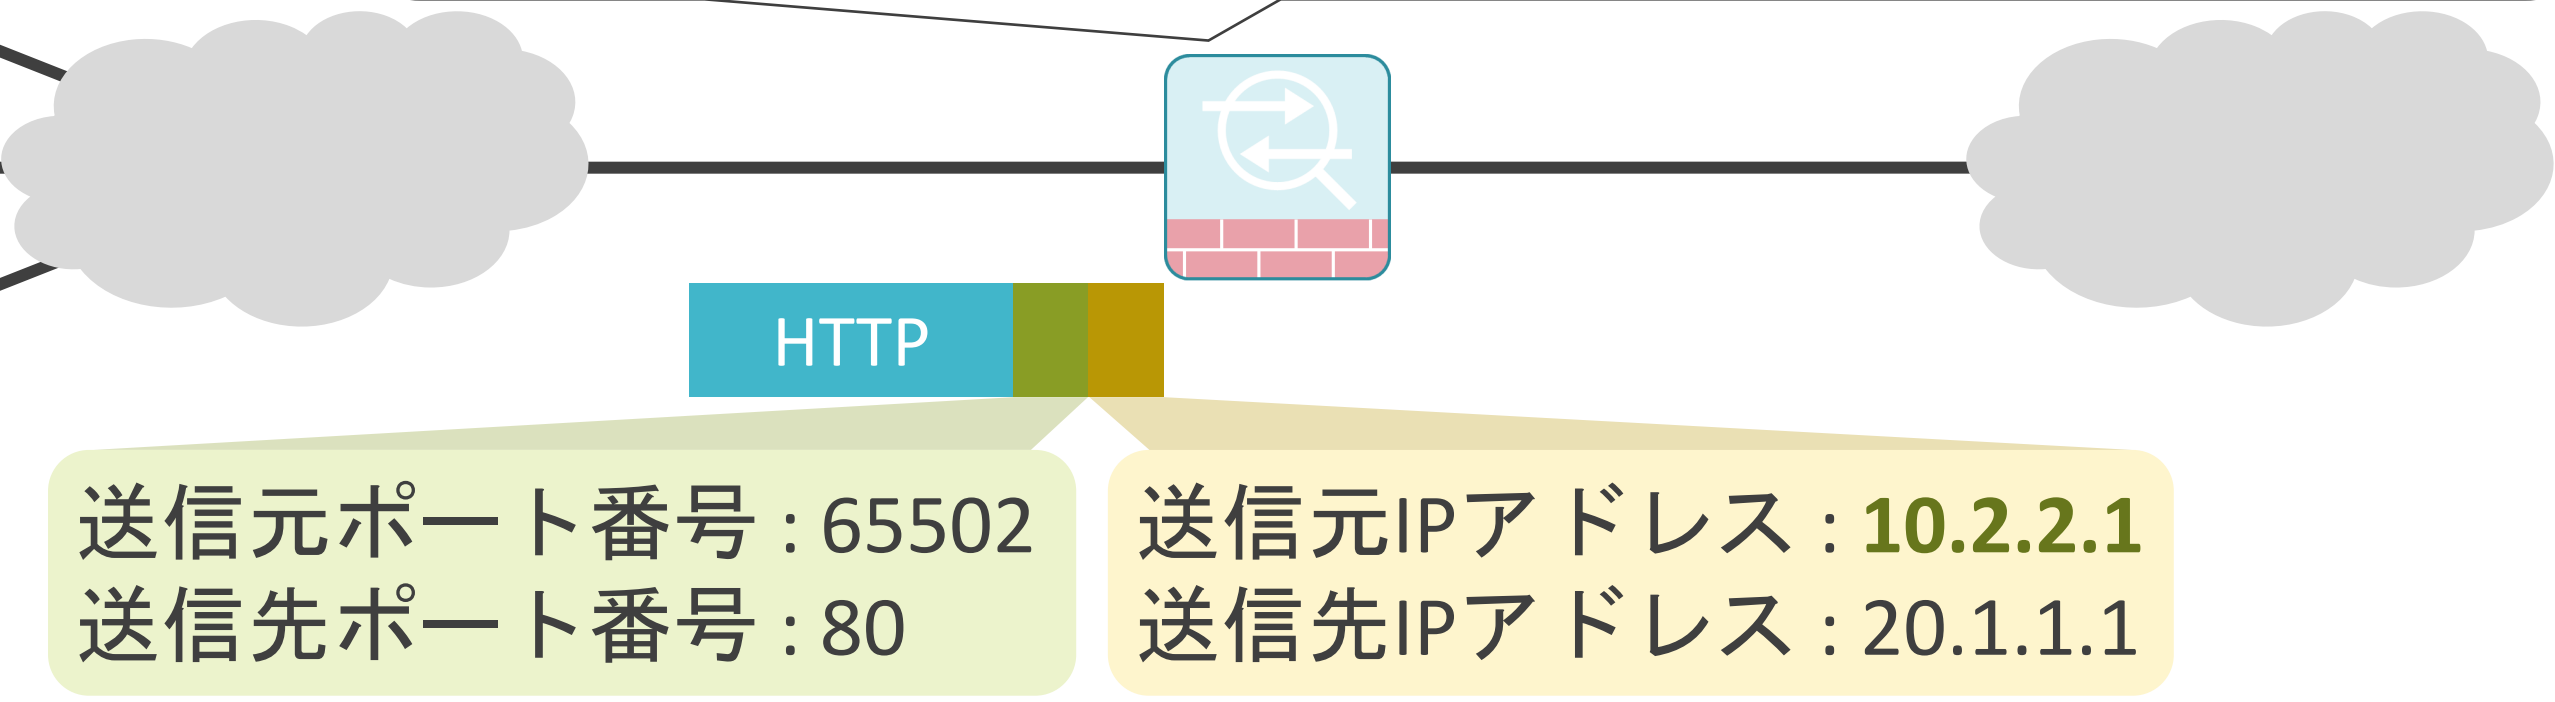 HTTP
送信元ポート番号 : 65502
送信先ポート番号 : 80
送信元IPアドレス : 10.2.2.1
送信先IPアドレス : 20.1.1.1